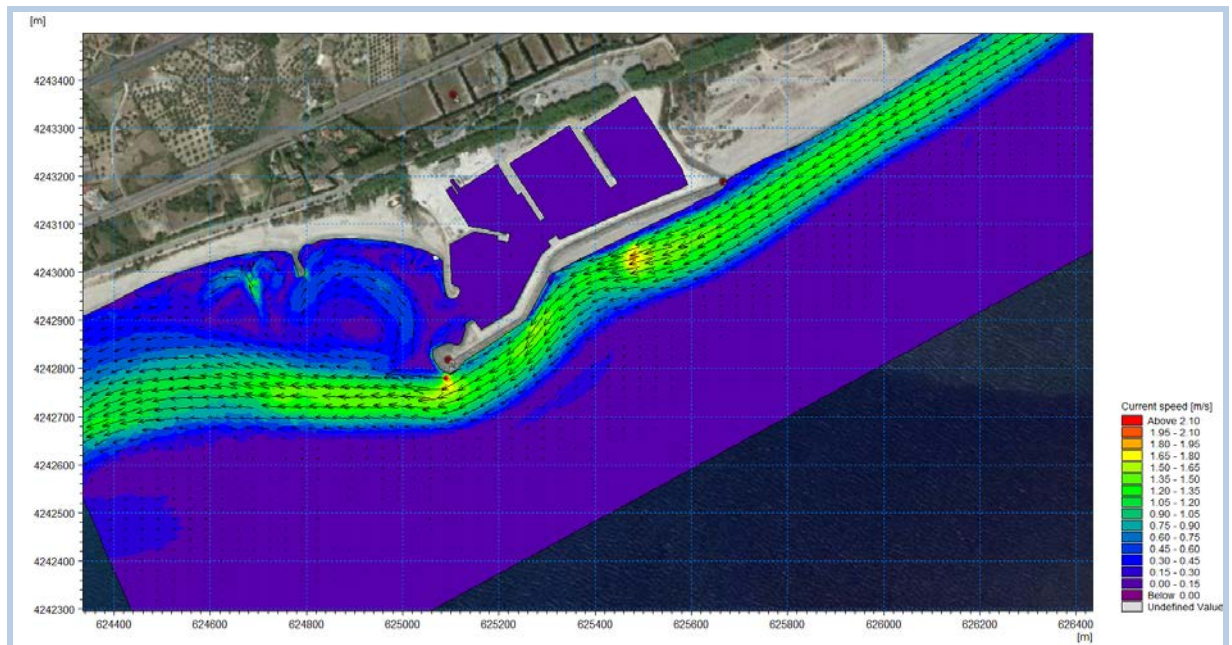 [m]
4243400
4243300
4243200
4243100
4243000
4242900
4242800
4242700
4242600
4242500
4242400
4242300
624400 624600 624800 625000 625200 625400 625600 625800 626000 626200 626400
[m]
Current speed [m/s]
Above 2.10
1.95 - 2.10
1.80 - 1.95
1.65 - 1.80
1.50 - 1.65
1.35 - 1.50
1.20 - 1.35
1.05 - 1.20
0.90 - 1.05
0.75 - 0.90
0.60 - 0.75
0.45 - 0.60
0.30 - 0.45
0.15 - 0.30
0.00 - 0.15
Below 0.00
Undefined Value